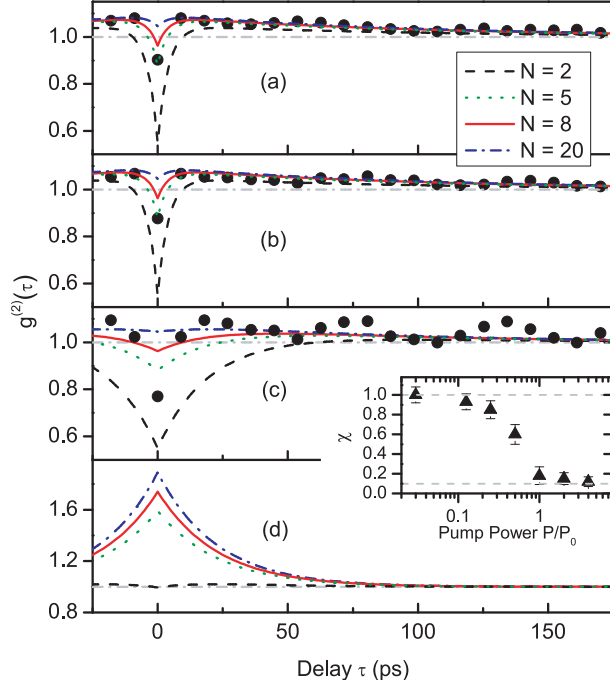 1.0
0.8
0.6
(a)
N = 2
N = 5
N = 8
N = 20
1.0
0.8
0.6
(b)
g(2)(τ)
1.0
0.8
0.6
(c)
1.0
0.8
0.6
0.4
0.2
0.0
χ
0.1
1
Pump Power P/P0
1.6
1.2
0.8
(d)
0
50
100
150
Delay τ (ps)